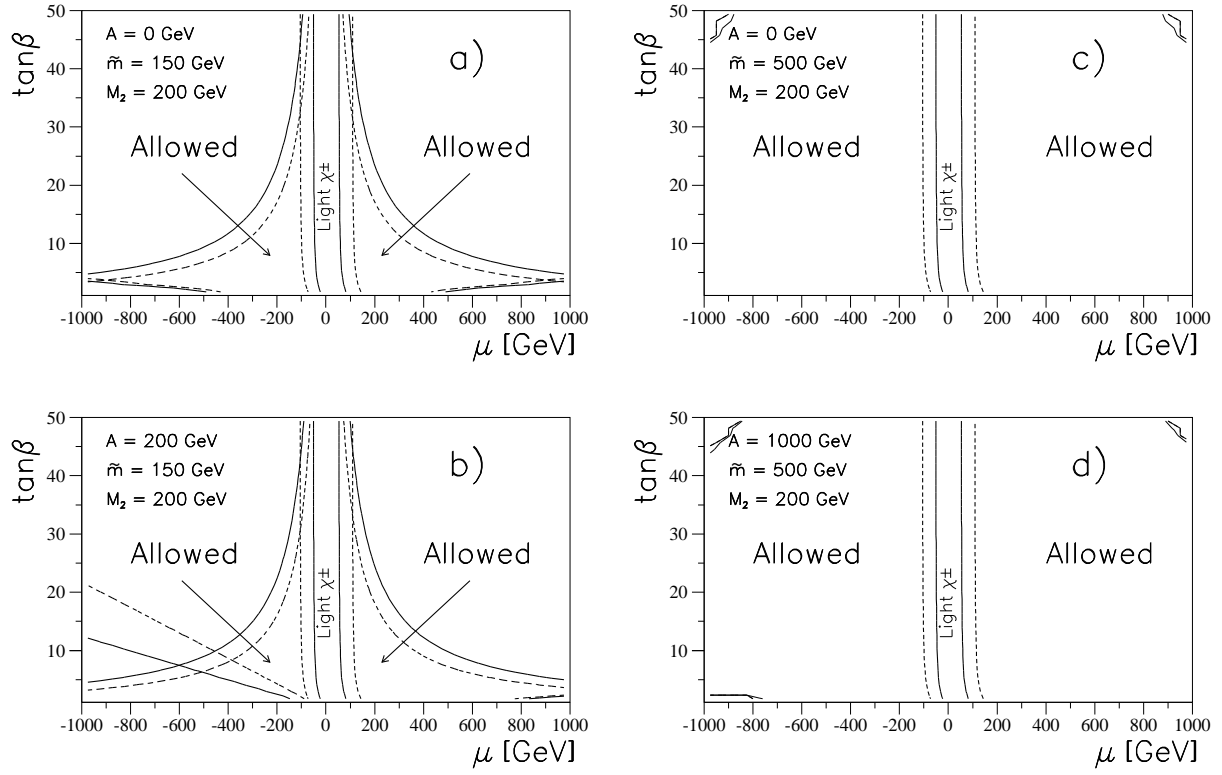 50
40
30
20
10
tanβ
A = 0 GeV
m̃ = 150 GeV
M₂ = 200 GeV
a)
Allowed
Allowed
Light χ±
-1000 -800 -600 -400 -200 0 200 400 600 800 1000
μ [GeV]
50
40
30
20
10
tanβ
A = 0 GeV
m̃ = 500 GeV
M₂ = 200 GeV
c)
Allowed
Allowed
Light χ±
-1000 -800 -600 -400 -200 0 200 400 600 800 1000
μ [GeV]
50
40
30
20
10
tanβ
A = 200 GeV
m̃ = 150 GeV
M₂ = 200 GeV
b)
Allowed
Allowed
Light χ±
-1000 -800 -600 -400 -200 0 200 400 600 800 1000
μ [GeV]
50
40
30
20
10
tanβ
A = 1000 GeV
m̃ = 500 GeV
M₂ = 200 GeV
d)
Allowed
Allowed
Light χ±
-1000 -800 -600 -400 -200 0 200 400 600 800 1000
μ [GeV]